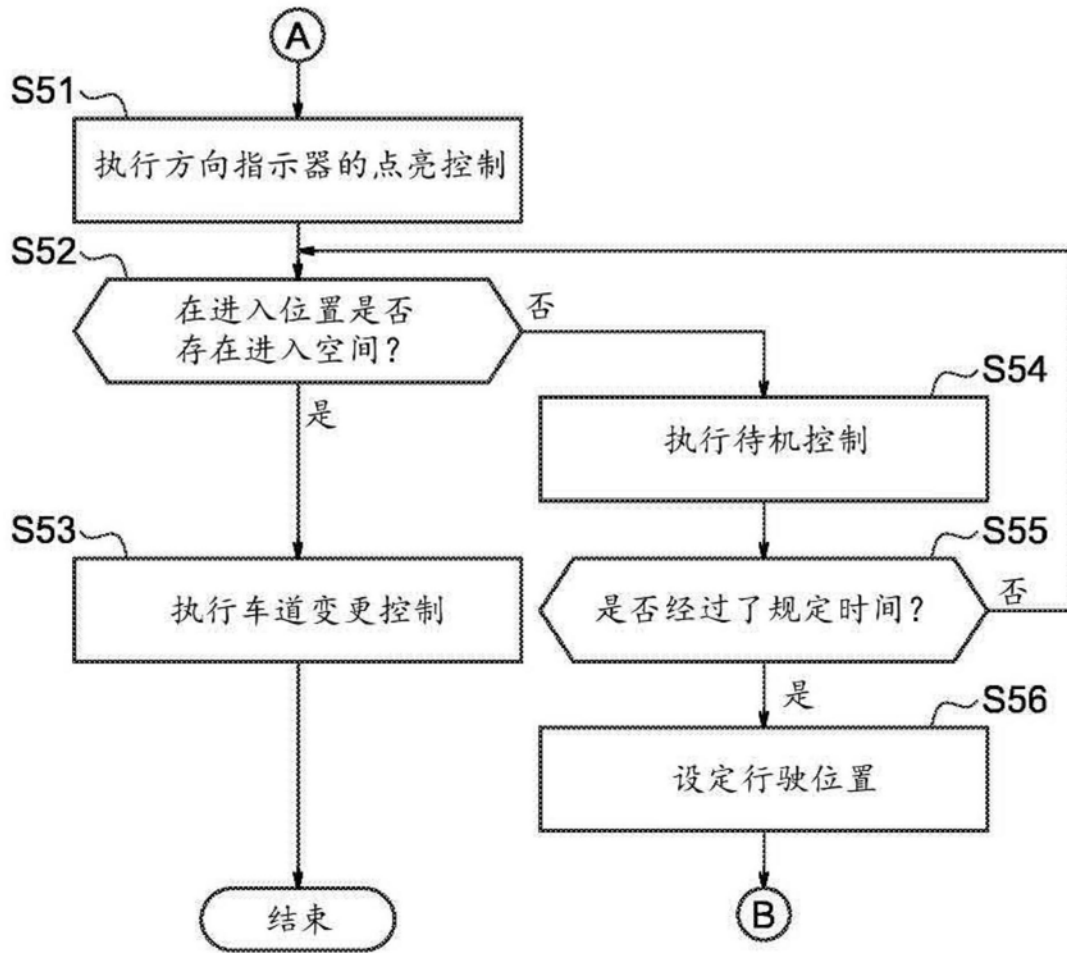 A
S51
执行方向指示器的点亮控制
S52
在进入位置是否
存在进入空间?
否
是
S54
执行待机控制
S53
执行车道变更控制
S55
是否经过了规定时间?
否
是
S56
设定行驶位置
结束
B